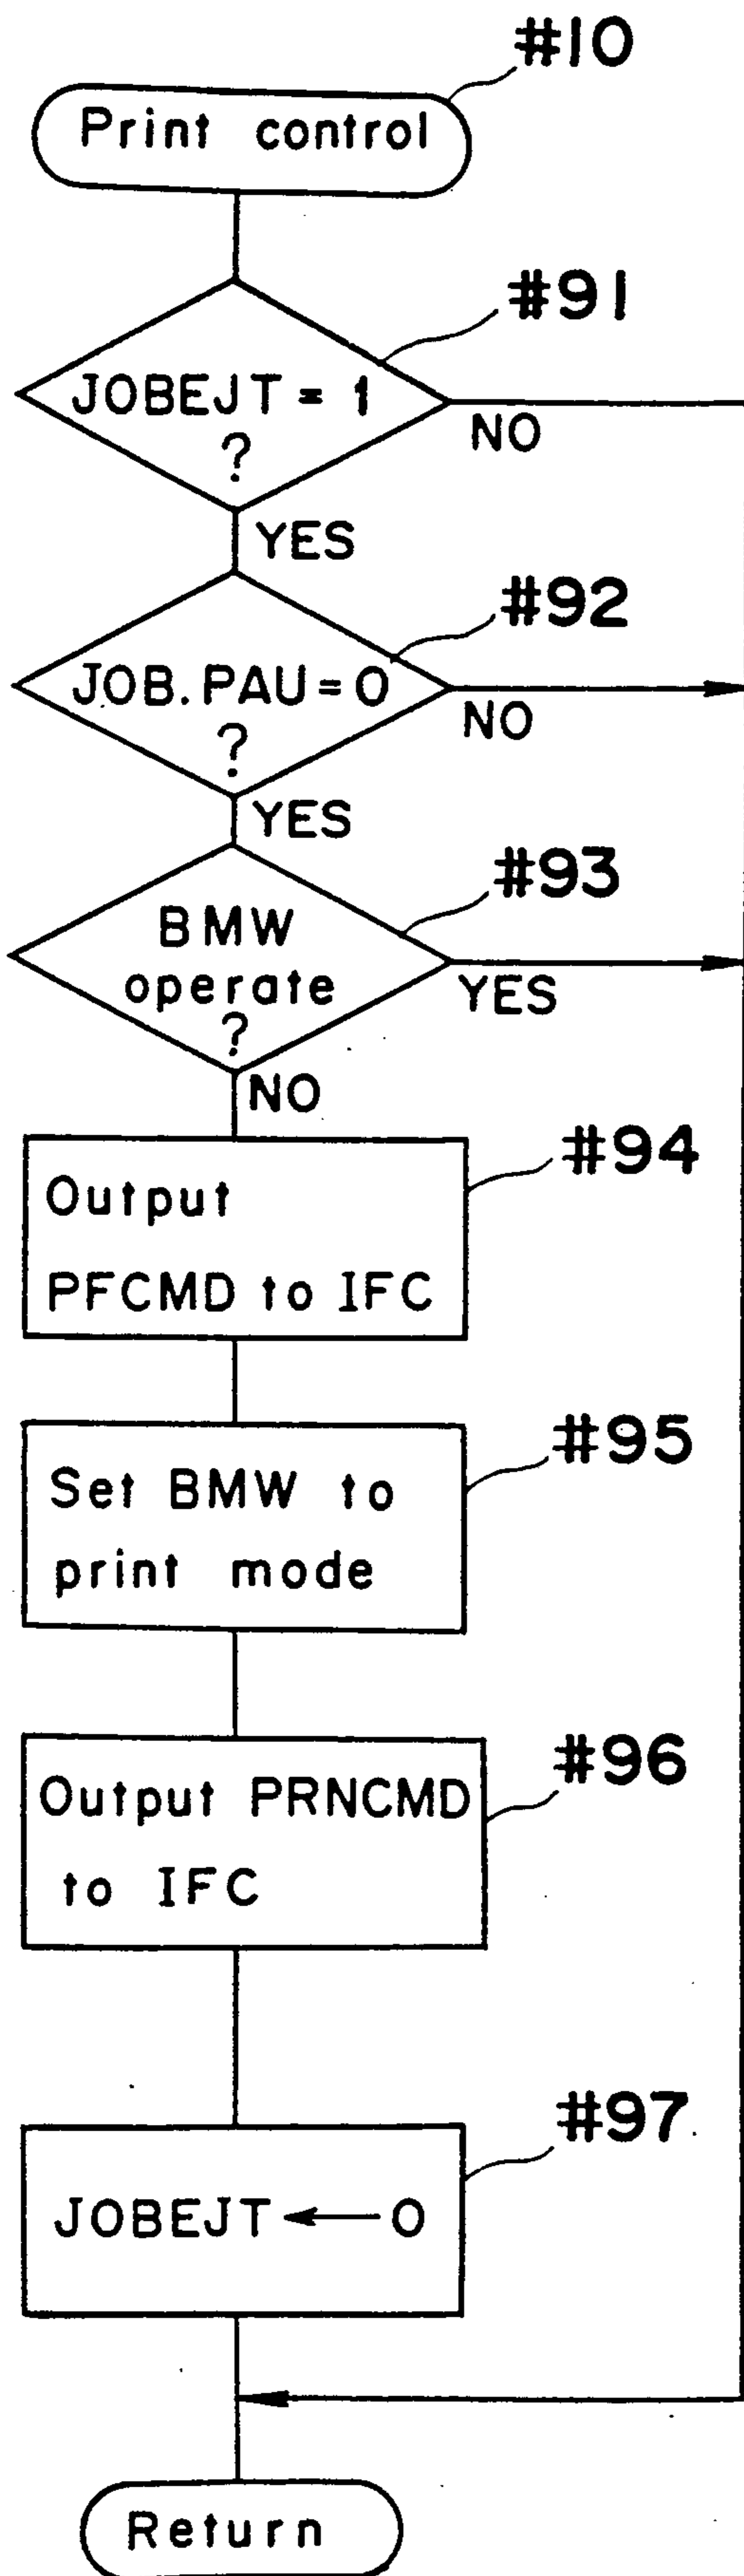 #10
Print control
#91
JOBEJT = 1
?
NO
YES
#92
JOB.PAU=0
?
NO
YES
#93
BMW
operate
?
YES
NO
#94
Output
PFCMD to IFC
#95
Set BMW to
print mode
#96
Output PRNCMD
to IFC
#97
JOBEJT ← 0
Return